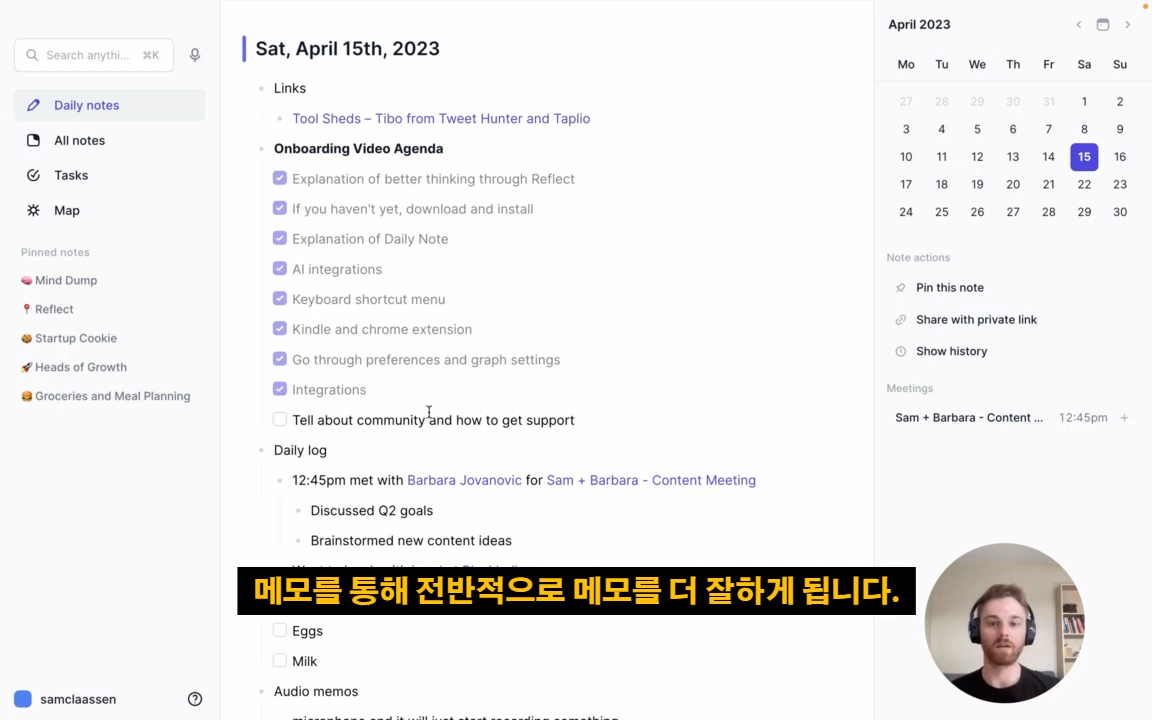 Search anythi... ⌘K
Daily notes
All notes
Tasks
Map
Pinned notes
🧠 Mind Dump
📍 Reflect
🍪 Startup Cookie
🚀 Heads of Growth
🍔 Groceries and Meal Planning
samclaassen
Sat, April 15th, 2023
Links
Tool Sheds – Tibo from Tweet Hunter and Taplio
Onboarding Video Agenda
Explanation of better thinking through Reflect
If you haven't yet, download and install
Explanation of Daily Note
AI integrations
Keyboard shortcut menu
Kindle and chrome extension
Go through preferences and graph settings
Integrations
Tell about community and how to get support
Daily log
12:45pm met with Barbara Jovanovic for Sam + Barbara - Content Meeting
Discussed Q2 goals
Brainstormed new content ideas
메모를 통해 전반적으로 메모를 더 잘하게 됩니다.
Eggs
Milk
Audio memos
microphone and it will just start recording something
April 2023
Mo Tu We Th Fr Sa Su
27 28 29 30 31 1 2
3 4 5 6 7 8 9
10 11 12 13 14 15 16
17 18 19 20 21 22 23
24 25 26 27 28 29 30
Note actions
Pin this note
Share with private link
Show history
Meetings
Sam + Barbara - Content ... 12:45pm +